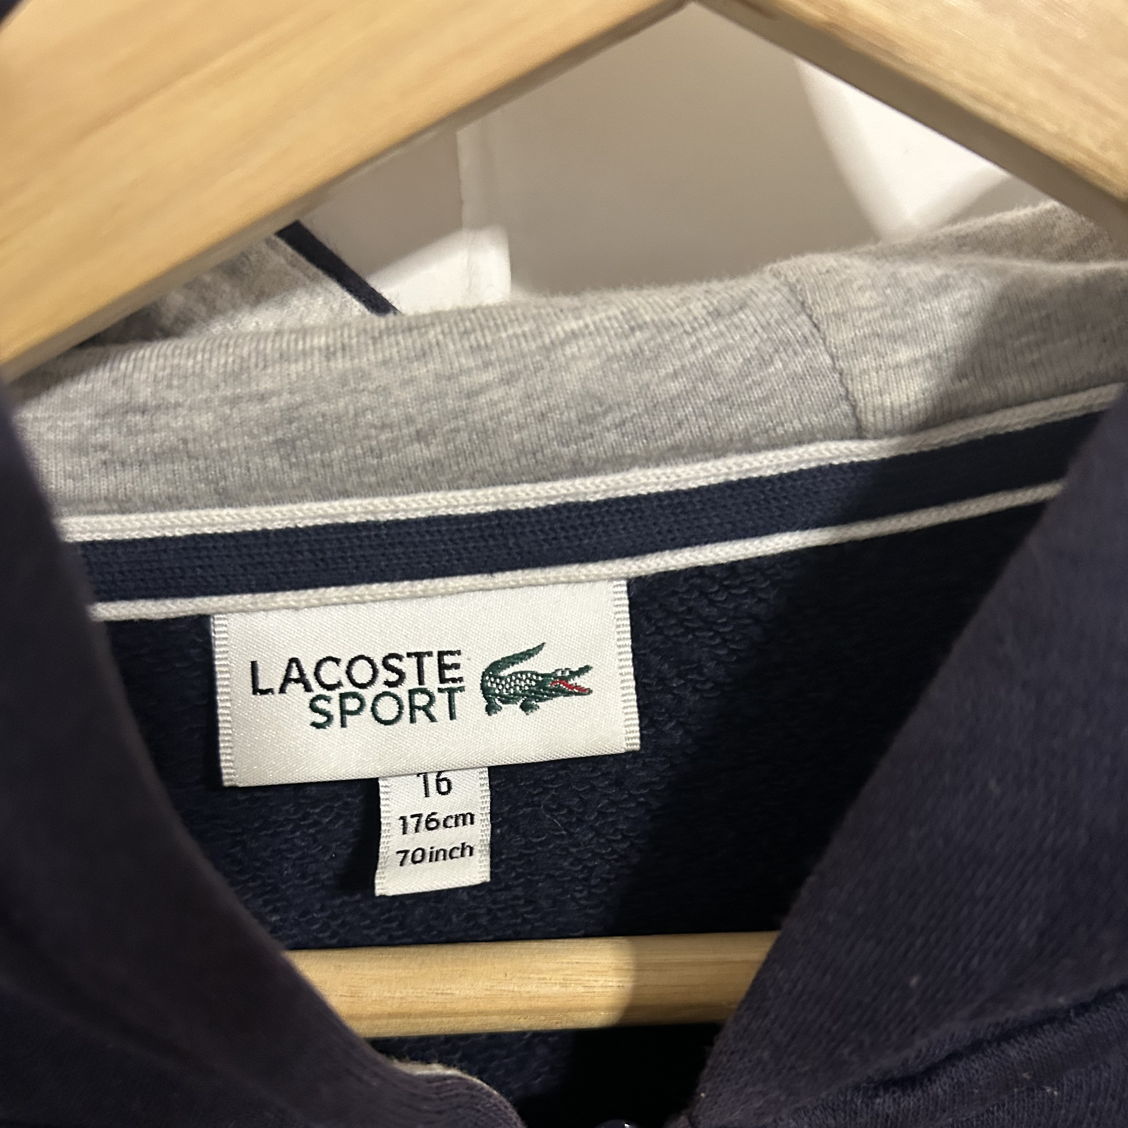 LACOSTE
SPORT
16
176cm
70inch